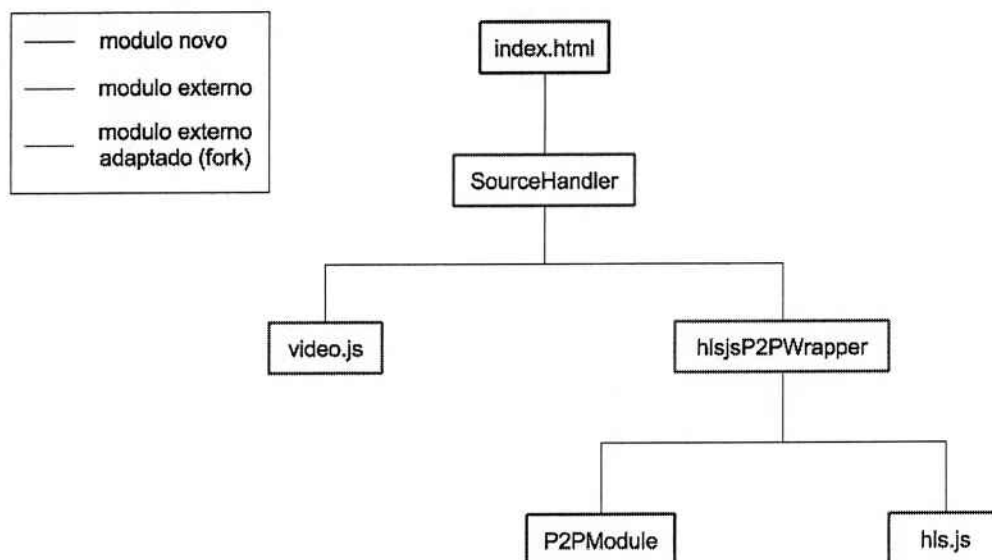 modulo novo
modulo externo
modulo externo
adaptado (fork)
index.html
SourceHandler
video.js
hlsjsP2PWrapper
P2PModule
hls.js